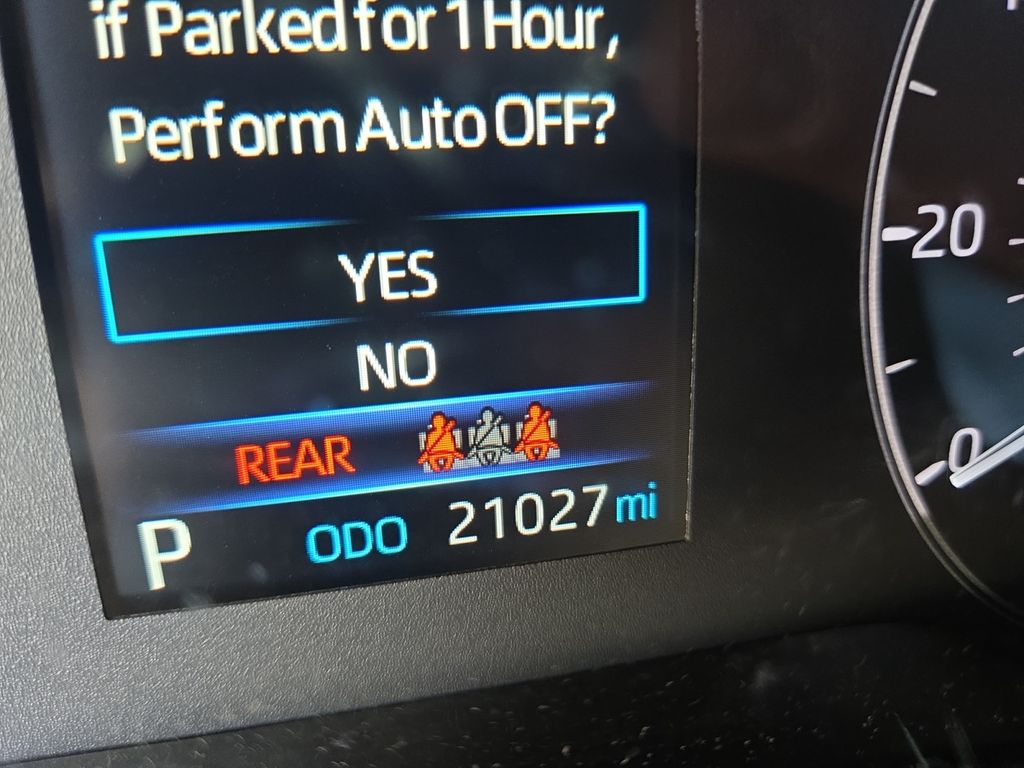 if Parked for 1 Hour,
Perform Auto OFF?
YES
NO
REAR
P ODO 21027 mi
20
0